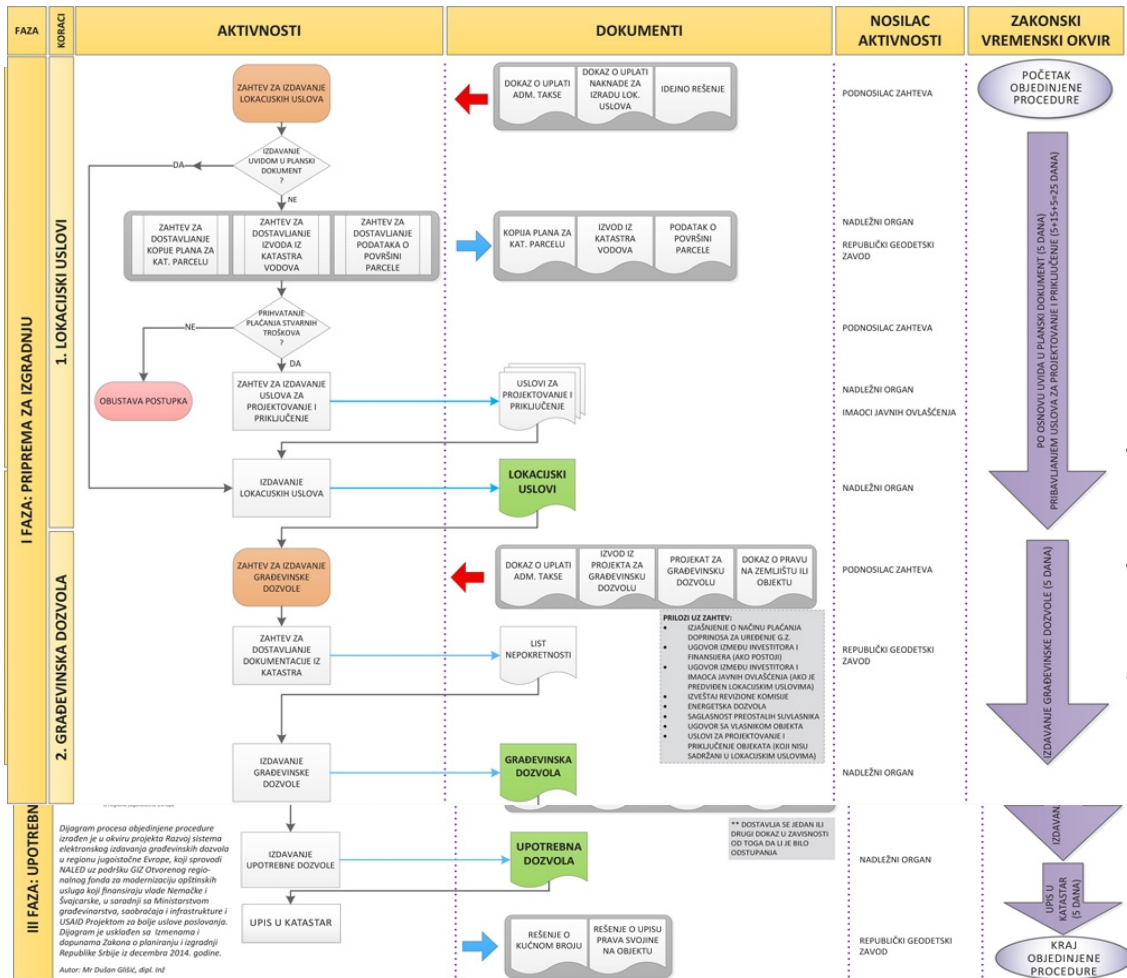 FAZA
KORACI
AKTIVNOSTI
DOKUMENTI
NOSILAC
AKTIVNOSTI
ZAKONSKI
VREMENSKI OKVIR
I FAZA: PRIPREMA ZA IZGRADNJU
1. LOKACIJSKI USLOVI
ZAHTEV ZA IZDAVANJE
LOKACIJSKIH USLOVA
DOKAZ O UPLATI
ADM. TAKSE
DOKAZ O UPLATI
NAKNADE ZA
IZRADU LOK.
USLOVA
IDEJNO REŠENJE
PODNOSILAC ZAHTEVA
POČETAK
OBJEDINJENE
PROCEDURE
IZDAVANJE
UVIDOM U PLANSKI
DOKUMENT
?
DA
NE
ZAHTEV ZA
DOSTAVLJANJE
KOPIJE PLANA ZA
KAT. PARCELU
ZAHTEV ZA
DOSTAVLJANJE
IZVODA IZ
KATASTRA
VODOVA
ZAHTEV ZA
DOSTAVLJANJE
PODATAKA O
POVRŠINI
PARCELE
KOPIJA PLANA ZA
KAT. PARCELU
IZVOD IZ
KATASTRA
VODOVA
PODATAK O
POVRŠINI
PARCELE
NADLEŽNI ORGAN
REPUBLIČKI GEODETSKI
ZAVOD
PO OSNOVU UVIDA U PLANSKI DOKUMENT (5 DANA)
PRIBAVLJANJEM USLOVA ZA PROJEKTOVANJE I PRIKLJUČENJE (5+15+5=25 DANA)
PRIHVATANJE
PLAĆANJA STVARNIH
TROŠKOVA
?
NE
DA
PODNOSILAC ZAHTEVA
OBUSTAVA POSTUPKA
ZAHTEV ZA IZDAVANJE
USLOVA ZA
PROJEKTOVANJE I
PRIKLJUČENJE
USLOVI ZA
PROJEKTOVANJE I
PRIKLJUČENJE
NADLEŽNI ORGAN
IMAOCI JAVNIH OVLAŠĆENJA
IZDAVANJE
LOKACIJSKIH USLOVA
LOKACIJSKI
USLOVI
NADLEŽNI ORGAN
2. GRAĐEVINSKA DOZVOLA
ZAHTEV ZA IZDAVANJE
GRAĐEVINSKE
DOZVOLE
DOKAZ O UPLATI
ADM. TAKSE
IZVOD IZ
PROJEKTA ZA
GRAĐEVINSKU
DOZVOLU
PROJEKAT ZA
GRAĐEVINSKU
DOZVOLU
DOKAZ O PRAVU
NA ZEMLJIŠTU ILI
OBJEKTU
PODNOSILAC ZAHTEVA
IZDAVANJE GRAĐEVINSKE DOZVOLE (5 DANA)
ZAHTEV ZA
DOSTAVLJANJE
DOKUMENTACIJE IZ
KATASTRA
LIST
NEPOKRETNOSTI
PRILOZI UZ ZAHTEV:
• IZJAŠNJENJE O NAČINU PLAĆANJA
DOPRINOSA ZA UREĐENJE G.Z.
• UGOVOR IZMEĐU INVESTITORA I
FINANSIJERA (AKO POSTOJI)
• UGOVOR IZMEĐU INVESTITORA I
IMAOCA JAVNIH OVLAŠĆENJA (AKO JE
PREDVIĐEN LOKACIJSKIM USLOVIMA)
• IZVEŠTAJ REVIZIONE KOMISIJE
• ENERGETSKA DOZVOLA
• SAGLASNOST PREOSTALIH SUVLASNIKA
• UGOVOR SA VLASNIKOM OBJEKTA
• USLOVI ZA PROJEKTOVANJE I
PRIKLJUČENJE OBJEKATA (KOJI NISU
SADRŽANI U LOKACIJSKIM USLOVIMA)
REPUBLIČKI GEODETSKI
ZAVOD
IZDAVANJE
GRAĐEVINSKE
DOZVOLE
GRAĐEVINSKA
DOZVOLA
NADLEŽNI ORGAN
III FAZA: UPOTREBN
Dijagram procesa objedinjene procedure
izrađen je u okviru projekta Razvoj sistema
elektronskog izdavanja građevinskih dozvola
u regionu jugoistočne Evrope, koji sprovodi
NALED uz podršku GIZ Otvorenog regio-
nalnog fonda za modernizaciju opštinskih
usluga koji finansiraju vlade Nemačke i
Švajcarske, u saradnji sa Ministarstvom
građevinarstva, saobraćaja i infrastrukture i
USAID Projektom za bolje uslove poslovanja.
Dijagram je usklađen sa Izmenama i
dopunama Zakona o planiranju i izgradnji
Republike Srbije iz decembra 2014. godine.
Autor: Mr Dušan Glišić, dipl. Inž
IZDAVANJE
UPOTREBNE DOZVOLE
UPOTREBNA
DOZVOLA
** DOSTAVLJA SE JEDAN ILI
DRUGI DOKAZ U ZAVISNOSTI
OD TOGA DA LI JE BILO
ODSTUPANJA
NADLEŽNI ORGAN
IZDAVAN
UPIS U KATASTAR
UPIS U
KATASTAR
(5 DANA)
REŠENJE O
KUĆNOM BROJU
REŠENJE O UPISU
PRAVA SVOJINE
NA OBJEKTU
REPUBLIČKI GEODETSKI
ZAVOD
KRAJ
OBJEDINJENE
PROCEDURE